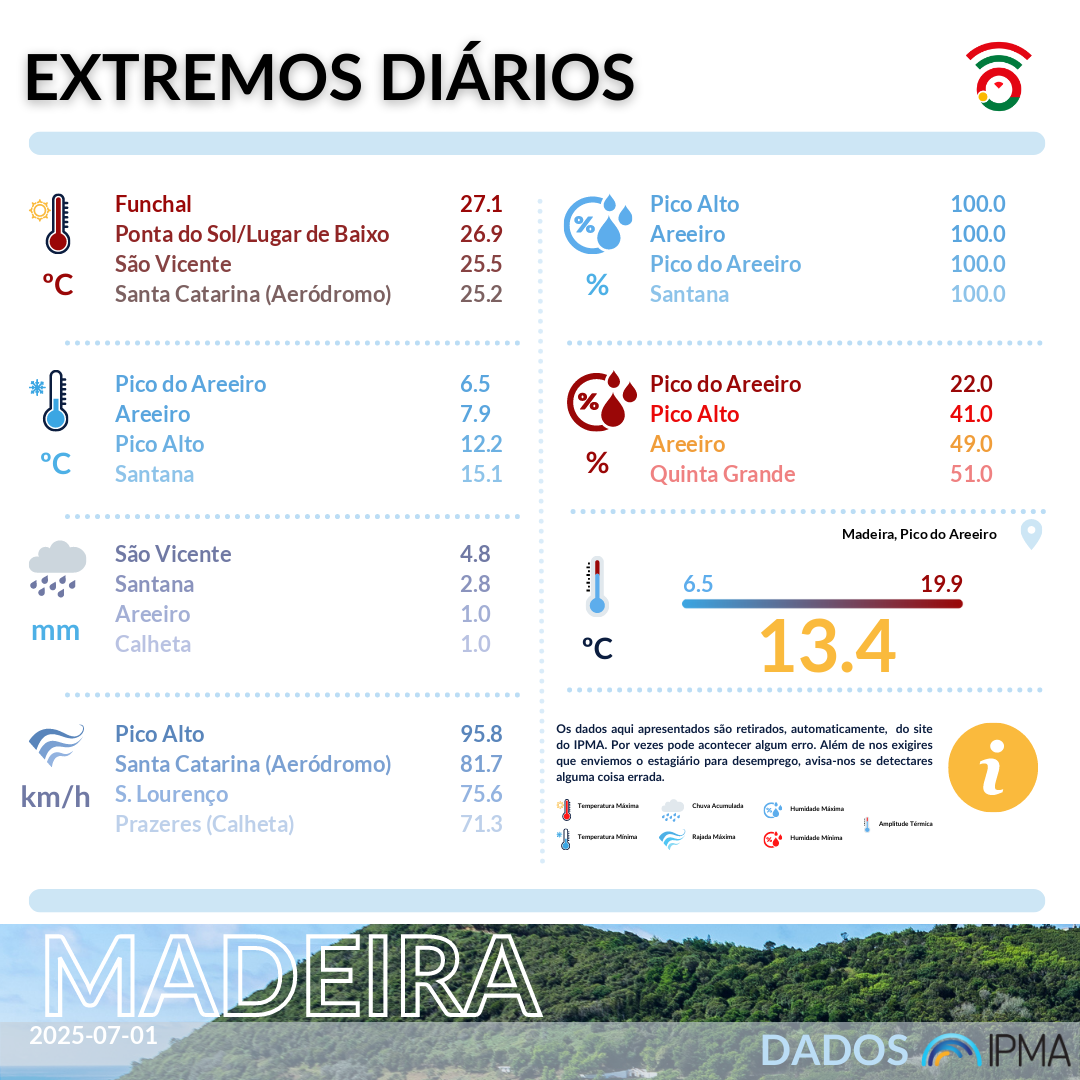 EXTREMOS DIÁRIOS
Funchal 27.1
Ponta do Sol/Lugar de Baixo 26.9
São Vicente 25.5
Santa Catarina (Aeródromo) 25.2
ºC
Pico do Areeiro 6.5
Areeiro 7.9
Pico Alto 12.2
Santana 15.1
ºC
São Vicente 4.8
Santana 2.8
Areeiro 1.0
Calheta 1.0
mm
Pico Alto 95.8
Santa Catarina (Aeródromo) 81.7
S. Lourenço 75.6
Prazeres (Calheta) 71.3
km/h
%
Pico Alto 100.0
Areeiro 100.0
Pico do Areeiro 100.0
Santana 100.0
%
%
Pico do Areeiro 22.0
Pico Alto 41.0
Areeiro 49.0
Quinta Grande 51.0
%
Madeira, Pico do Areeiro
6.5 19.9
13.4
ºC
Os dados aqui apresentados são retirados, automaticamente, do site
do IPMA. Por vezes pode acontecer algum erro. Além de nos exigires
que enviemos o estagiário para desemprego, avisa-nos se detectares
alguma coisa errada.
i
Temperatura Máxima Chuva Acumulada Humidade Máxima
Amplitude Térmica
Temperatura Mínima Rajada Máxima Humidade Mínima
MADEIRA
2025-07-01
DADOS IPMA